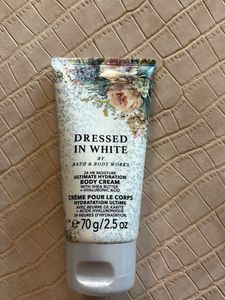 DRESSED
IN WHITE
BY
BATH & BODY WORKS
24 HR MOISTURE
ULTIMATE HYDRATION
BODY CREAM
WITH SHEA BUTTER
+ HYALURONIC ACID
CRÈME POUR LE CORPS
HYDRATATION ULTIME
AVEC BEURRE DE KARITÉ
+ ACIDE HYALURONIQUE
24 HEURES D'HYDRATATION
℮ 70 g / 2.5 oz